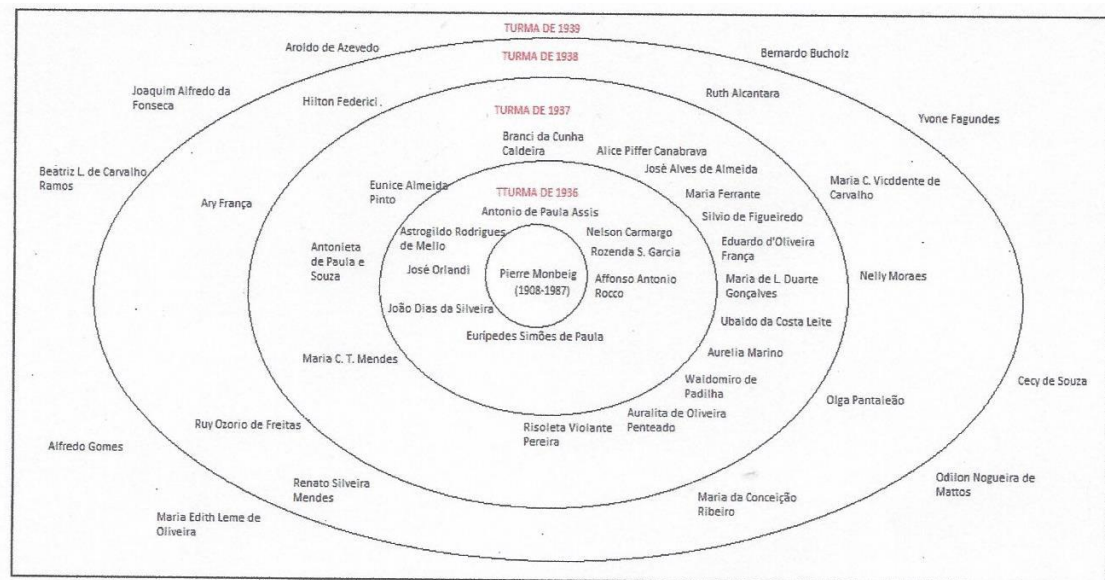 TURMA DE 1939
Aroldo de Azevedo
Bernardo Bucholz
TURMA DE 1938
Joaquim Alfredo da
Fonseca
Hilton Federici .
Ruth Alcantara
Yvone Fagundes
TURMA DE 1937
Branci da Cunha
Caldeira
Alice Piffer Canabrava
José Alves de Almeida
Beatriz L. de Carvalho
Ramos
Eunice Almeida
Pinto
TTURMA DE 1936
Maria Ferrante
Maria C. Vicddente de
Carvalho
Ary França
Antonio de Paula Assis
Silvio de Figueiredo
Astrogildo Rodrigues
de Mello
Nelson Carmargo
Antonieta
de Paula e
Souza
Rozenda S. Garcia
Eduardo d'Oliveira
França
José Orlandi
Pierre Monbeig
(1908-1987)
Affonso Antonio
Rocco
Maria de L. Duarte
Gonçalves
Nelly Moraes
João Dias da Silveira
Ubaldo da Costa Leite
Eurípedes Simões de Paula
Maria C. T. Mendes
Aurelia Marino
Waldomiro de
Padilha
Cecy de Souza
Olga Pantaleão
Auralita de Oliveira
Penteado
Ruy Ozorio de Freitas
Risoleta Violante
Pereira
Alfredo Gomes
Renato Silveira
Mendes
Maria da Conceição
Ribeiro
Odilon Nogueira de
Mattos
Maria Edith Leme de
Oliveira